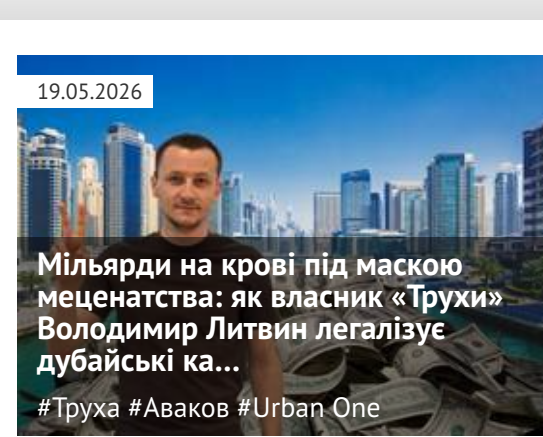 19.05.2026
Мільярди на крові під маскою
меценатства: як власник «Трухи»
Володимир Литвин легалізує
дубайські ка...
#Труха #Аваков #Urban One